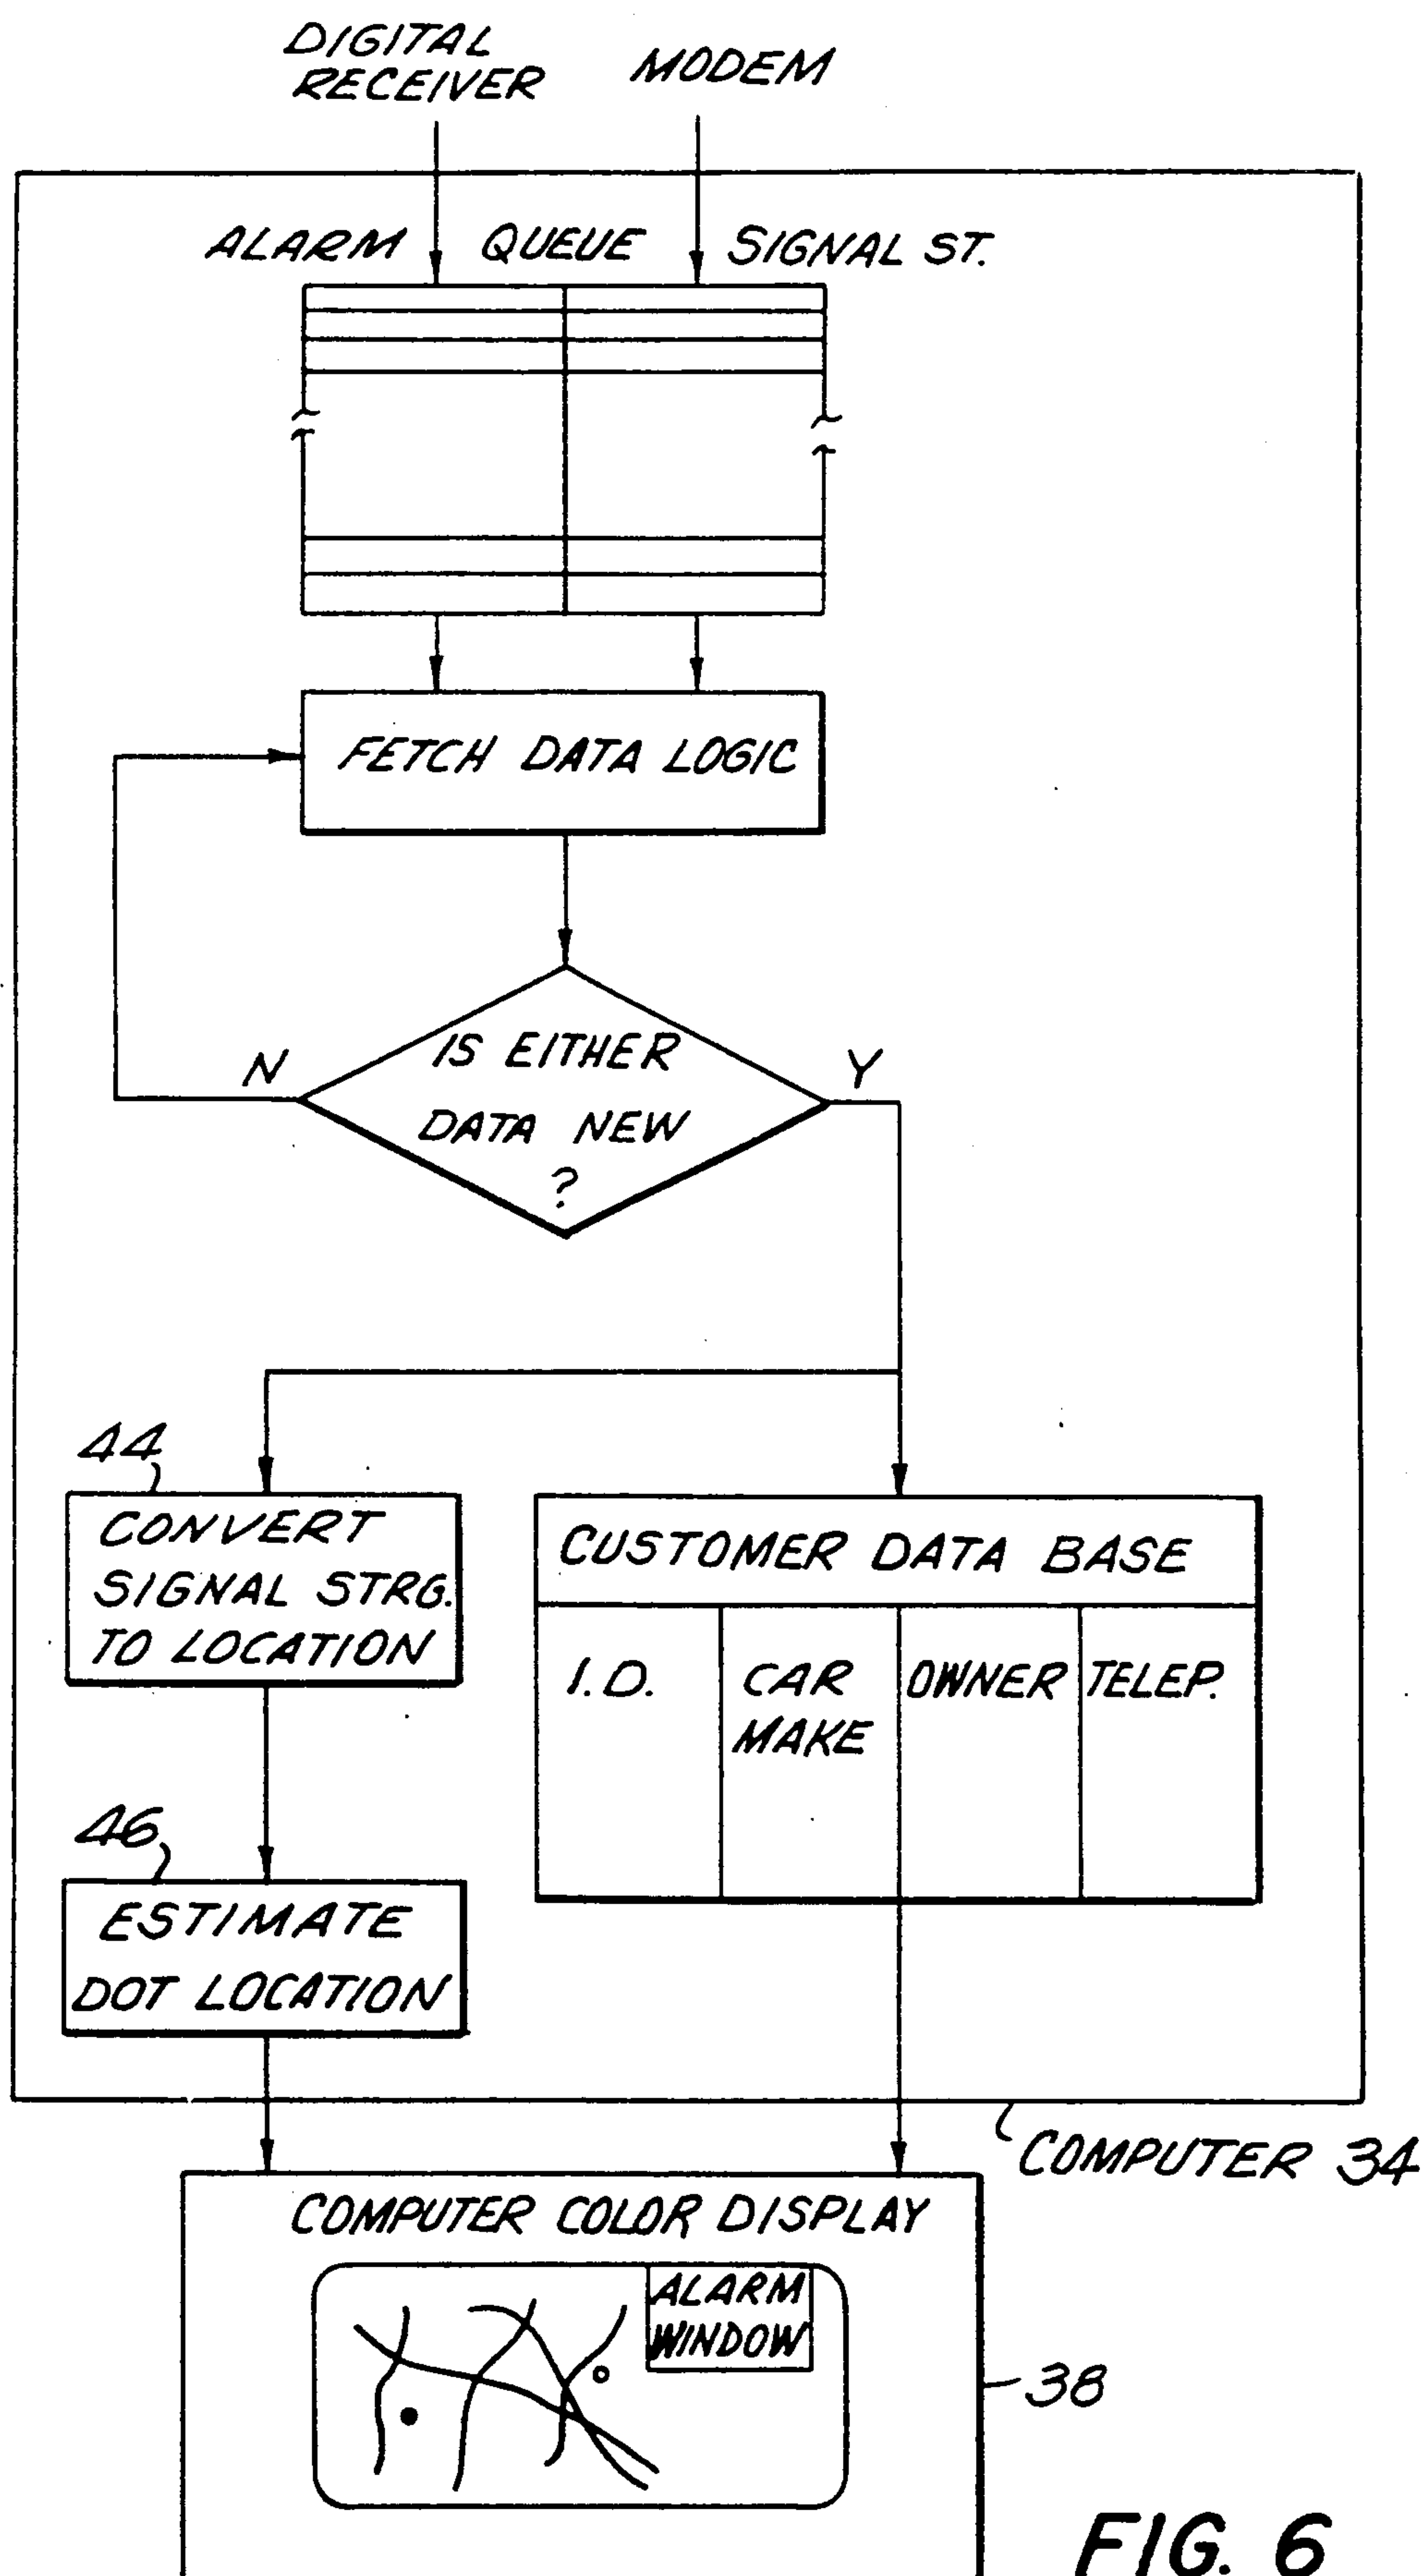 DIGITAL
RECEIVER
MODEM
ALARM QUEUE SIGNAL ST.
FETCH DATA LOGIC
N
IS EITHER
DATA NEW
?
Y
44
CONVERT
SIGNAL STRG.
TO LOCATION
CUSTOMER DATA BASE
I.D.
CAR
MAKE
OWNER
TELEP.
46
ESTIMATE
DOT LOCATION
COMPUTER 34
COMPUTER COLOR DISPLAY
ALARM
WINDOW
38
FIG. 6